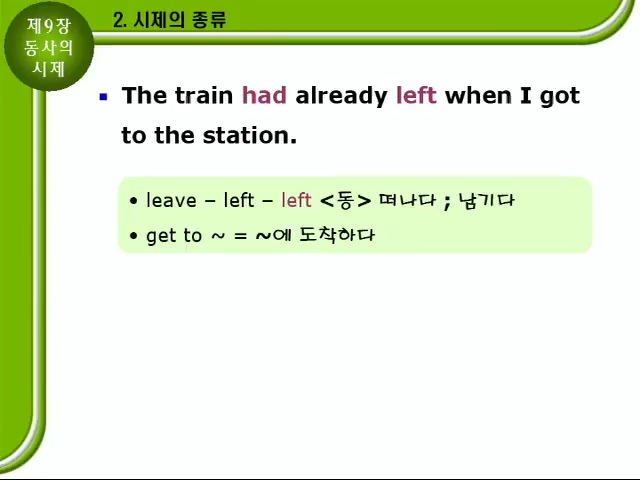 제9장
동사의
시제
2. 시제의 종류
▪ The train had already left when I got
to the station.
• leave – left – left <동> 떠나다 ; 남기다
• get to ~ = ~에 도착하다